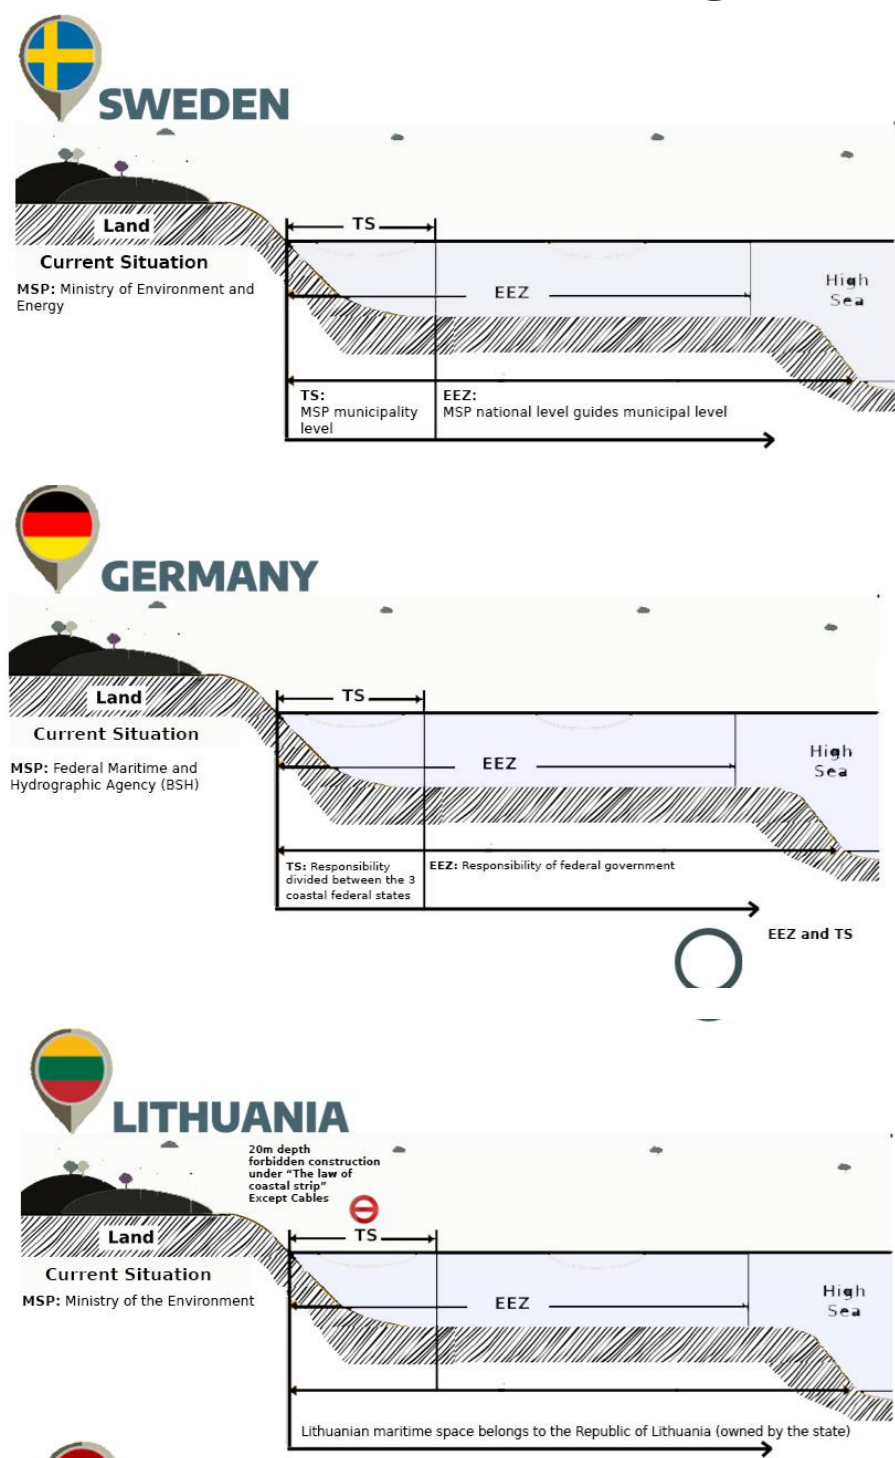 SWEDEN
TS
Land
Current Situation
MSP: Ministry of Environment and
Energy
EEZ
High
Sea
TS:
MSP municipality
level
EEZ:
MSP national level guides municipal level
GERMANY
TS
Land
Current Situation
MSP: Federal Maritime and
Hydrographic Agency (BSH)
EEZ
High
Sea
TS: Responsibility
divided between the 3
coastal federal states
EEZ: Responsibility of federal government
EEZ and TS
LITHUANIA
20m depth
forbidden construction
under “The law of
coastal strip”
Except Cables
TS
Land
Current Situation
MSP: Ministry of the Environment
EEZ
High
Sea
Lithuanian maritime space belongs to the Republic of Lithuania (owned by the state)